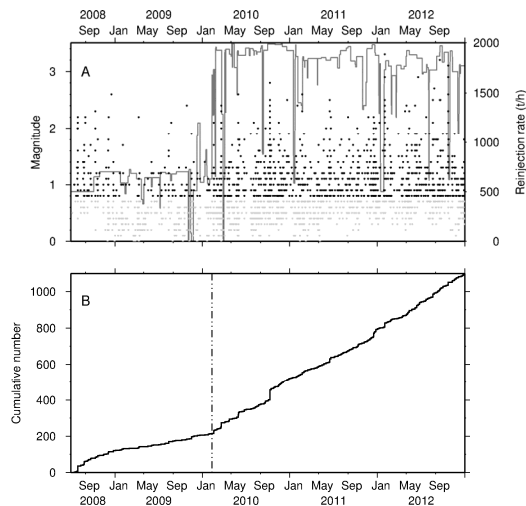 2008 2009 2010 2011 2012
Sep Jan May Sep Jan May Sep Jan May Sep Jan May Sep
A
Magnitude
3
2
1
0
Reinjection rate (t/h)
2000
1500
1000
500
0
B
Cumulative number
1000
800
600
400
200
0
Sep Jan May Sep Jan May Sep Jan May Sep Jan May Sep
2008 2009 2010 2011 2012